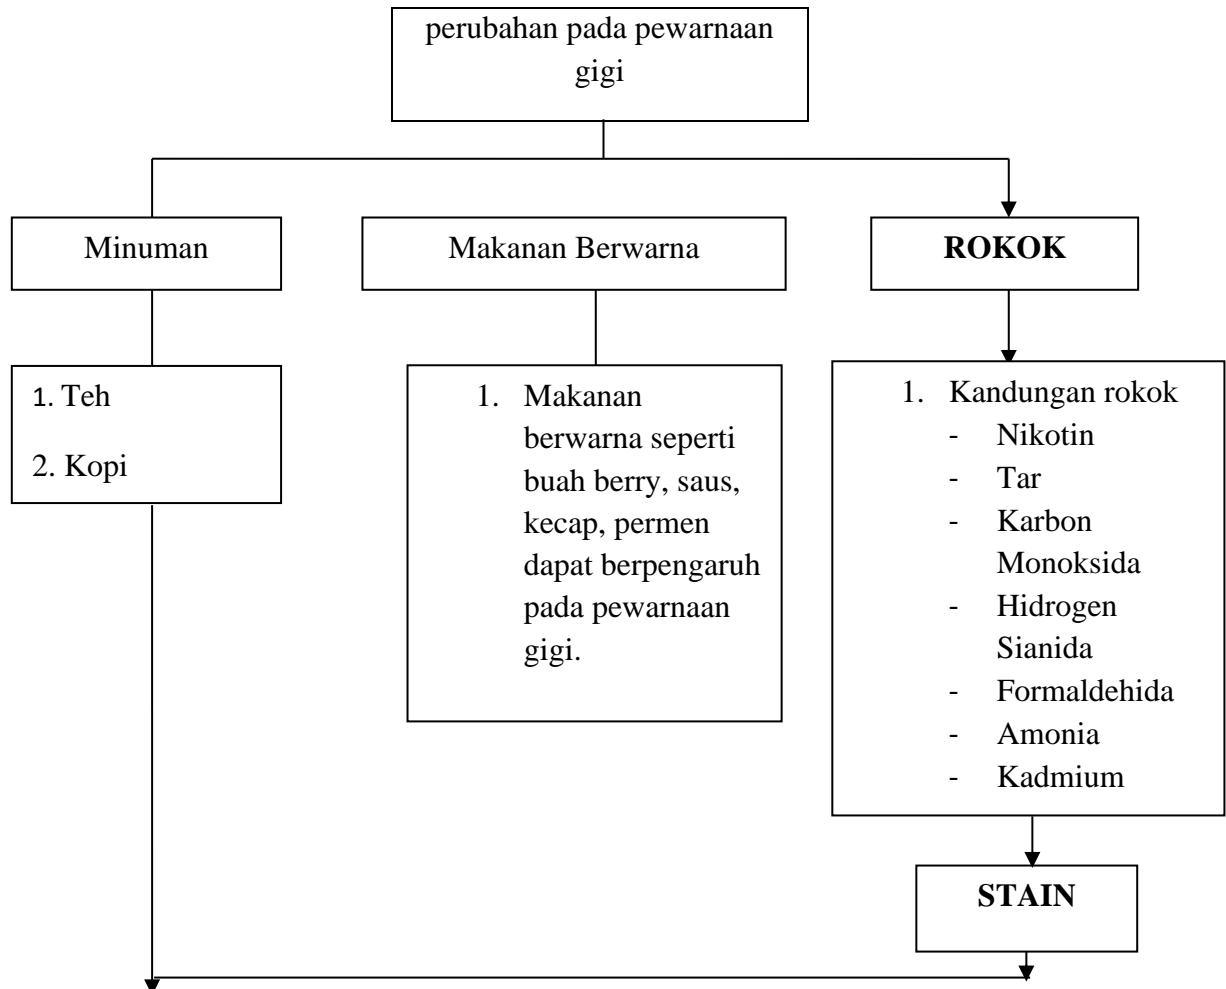 perubahan pada pewarnaan
gigi
Minuman
Makanan Berwarna
ROKOK
1. Teh
2. Kopi
1. Makanan
berwarna seperti
buah berry, saus,
kecap, permen
dapat berpengaruh
pada pewarnaan
gigi.
1. Kandungan rokok
- Nikotin
- Tar
- Karbon
Monoksida
- Hidrogen
Sianida
- Formaldehida
- Amonia
- Kadmium
STAIN